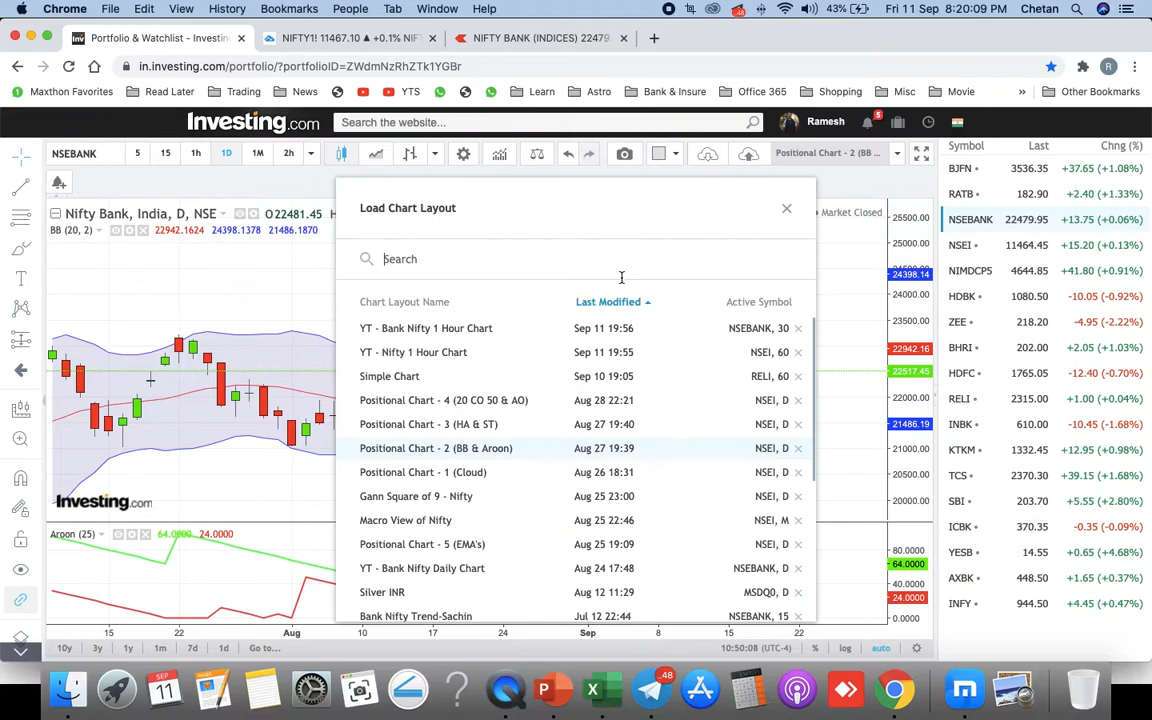 Chrome File Edit View History Bookmarks People Tab Window Help 43% Fri 11 Sep 8:20:09 PM Chetan
Inv Portfolio & Watchlist - Investin NIFTY1! 11467.10 ▲ +0.1% NIFTY NIFTY BANK (INDICES) 22479.
in.investing.com/portfolio/?portfolioID=ZWdmNzRhZTk1YGBr R
Maxthon Favorites Read Later Trading News YTS Learn Astro Bank & Insure Office 365 Shopping Misc Movie » Other Bookmarks
Investing.com Search the website... Ramesh 5
NSEBANK 5 15 1h 1D 1M 2h Positional Chart - 2 (BB ...
Symbol Last Chng (%)
BJFN 3536.35 +37.65 (+1.08%)
RATB 182.90 +2.40 (+1.33%)
NSEBANK 22479.95 +13.75 (+0.06%)
NSEI 11464.45 +15.20 (+0.13%)
NIMDCP5 4644.85 +41.80 (+0.91%)
HDBK 1080.50 -10.05 (-0.92%)
ZEE 218.20 -4.95 (-2.22%)
BHRI 202.00 +2.05 (+1.03%)
HDFC 1765.05 -12.40 (-0.70%)
RELI 2315.00 +1.00 (+0.04%)
INBK 610.00 -10.45 (-1.68%)
KTKM 1332.45 +12.95 (+0.98%)
TCS 2370.30 +39.15 (+1.68%)
SBI 203.70 +5.55 (+2.80%)
ICBK 370.35 -0.35 (-0.09%)
YESB 14.55 +0.65 (+4.68%)
AXBK 448.50 +1.65 (+0.37%)
INFY 944.50 +4.45 (+0.47%)
Nifty Bank, India, D, NSE O22481.45
Market Closed
BB (20, 2) 22942.1624 24398.1378 21486.1870
Load Chart Layout
Search
Chart Layout Name Last Modified Active Symbol
YT - Bank Nifty 1 Hour Chart Sep 11 19:56 NSEBANK, 30
YT - Nifty 1 Hour Chart Sep 11 19:55 NSEI, 60
Simple Chart Sep 10 19:05 RELI, 60
Positional Chart - 4 (20 CO 50 & AO) Aug 28 22:21 NSEI, D
Positional Chart - 3 (HA & ST) Aug 27 19:40 NSEI, D
Positional Chart - 2 (BB & Aroon) Aug 27 19:39 NSEI, D
Positional Chart - 1 (Cloud) Aug 26 18:31 NSEI, D
Gann Square of 9 - Nifty Aug 25 23:00 NSEI, D
Macro View of Nifty Aug 25 22:46 NSEI, M
Positional Chart - 5 (EMA's) Aug 25 19:09 NSEI, D
YT - Bank Nifty Daily Chart Aug 24 17:48 NSEBANK, D
Silver INR Aug 12 11:29 MSDQ0, D
Bank Nifty Trend-Sachin Jul 12 22:44 NSEBANK, 15
25500.00
25000.00
24398.14
24000.00
23500.00
22942.16
22517.45
22000.00
21486.19
21000.00
20500.00
20000.00
Investing.com
Aroon (25) 64.0000 24.0000
80.0000
64.0000
40.0000
24.0000
0.0000
15 22 Aug 10 17 24 Sep 8 15 22
10y 3y 1y 1m 7d 1d Go to... 10:50:08 (UTC-4) % log auto
SEP 11 48